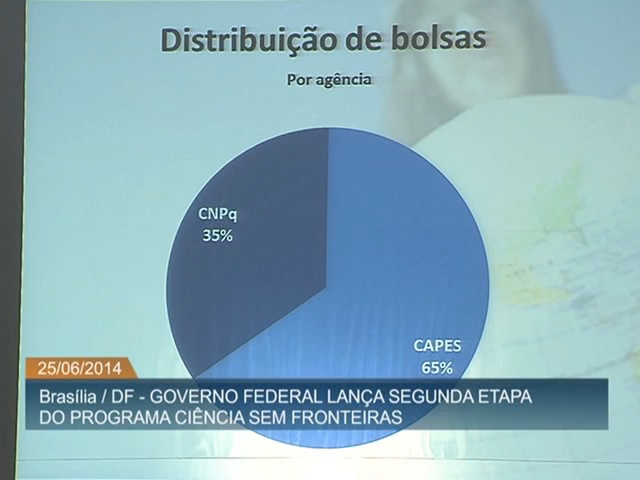 Distribuição de bolsas
Por agência
CNPq
35%
CAPES
65%
25/06/2014
Brasília / DF - GOVERNO FEDERAL LANÇA SEGUNDA ETAPA
DO PROGRAMA CIÊNCIA SEM FRONTEIRAS